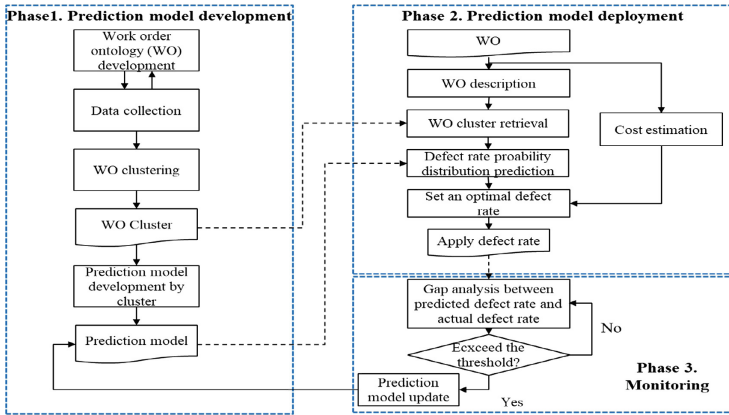 Phase1. Prediction model development
Work order
ontology (WO)
development
Data collection
WO clustering
WO Cluster
Prediction model
development by
cluster
Prediction model
Phase 2. Prediction model deployment
WO
WO description
WO cluster retrieval
Cost estimation
Defect rate proability
distribution prediction
Set an optimal defect
rate
Apply defect rate
Gap analysis between
predicted defect rate and
actual defect rate
No
Ecxceed the
threshold?
Phase 3.
Monitoring
Prediction
model update
Yes